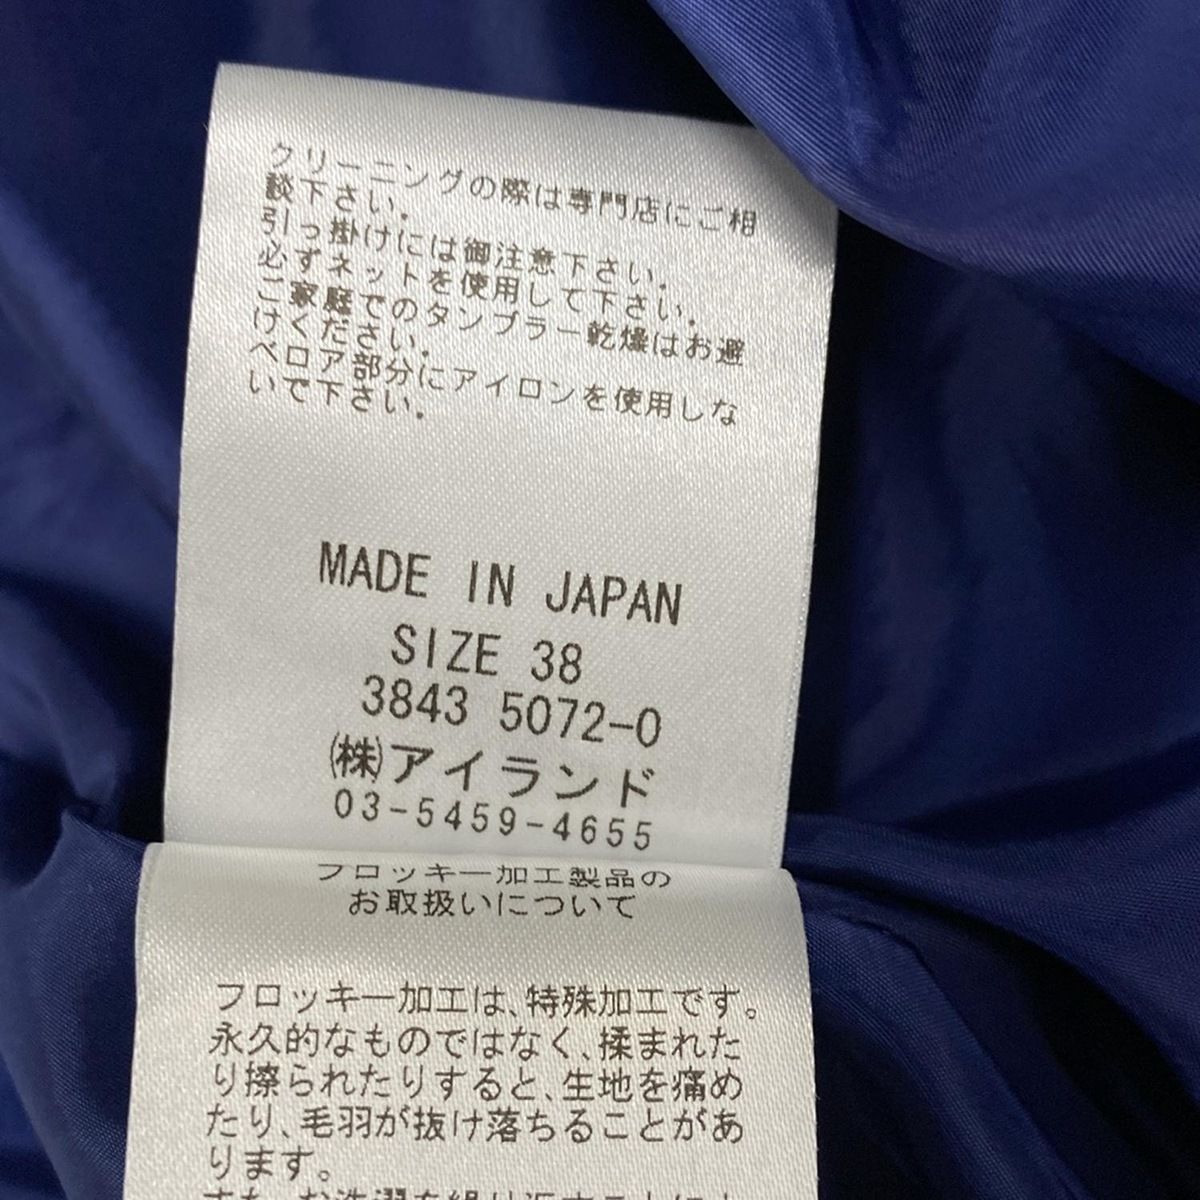 クリーニングの際は専門店にご相
談下さい.
引っ掛けには御注意下さい.
必ずネットを使用して下さい.
ご家庭でのタンブラー乾燥はお避
けください.
ベロア部分にアイロンを使用しな
いで下さい.
MADE IN JAPAN
SIZE 38
3843 5072-0
(株)アイランド
03-5459-4655
フロッキー加工製品の
お取扱いについて
フロッキー加工は、特殊加工です。
永久的なものではなく、揉まれた
り擦られたりすると、生地を痛め
たり、毛羽が抜け落ちることがあ
ります。